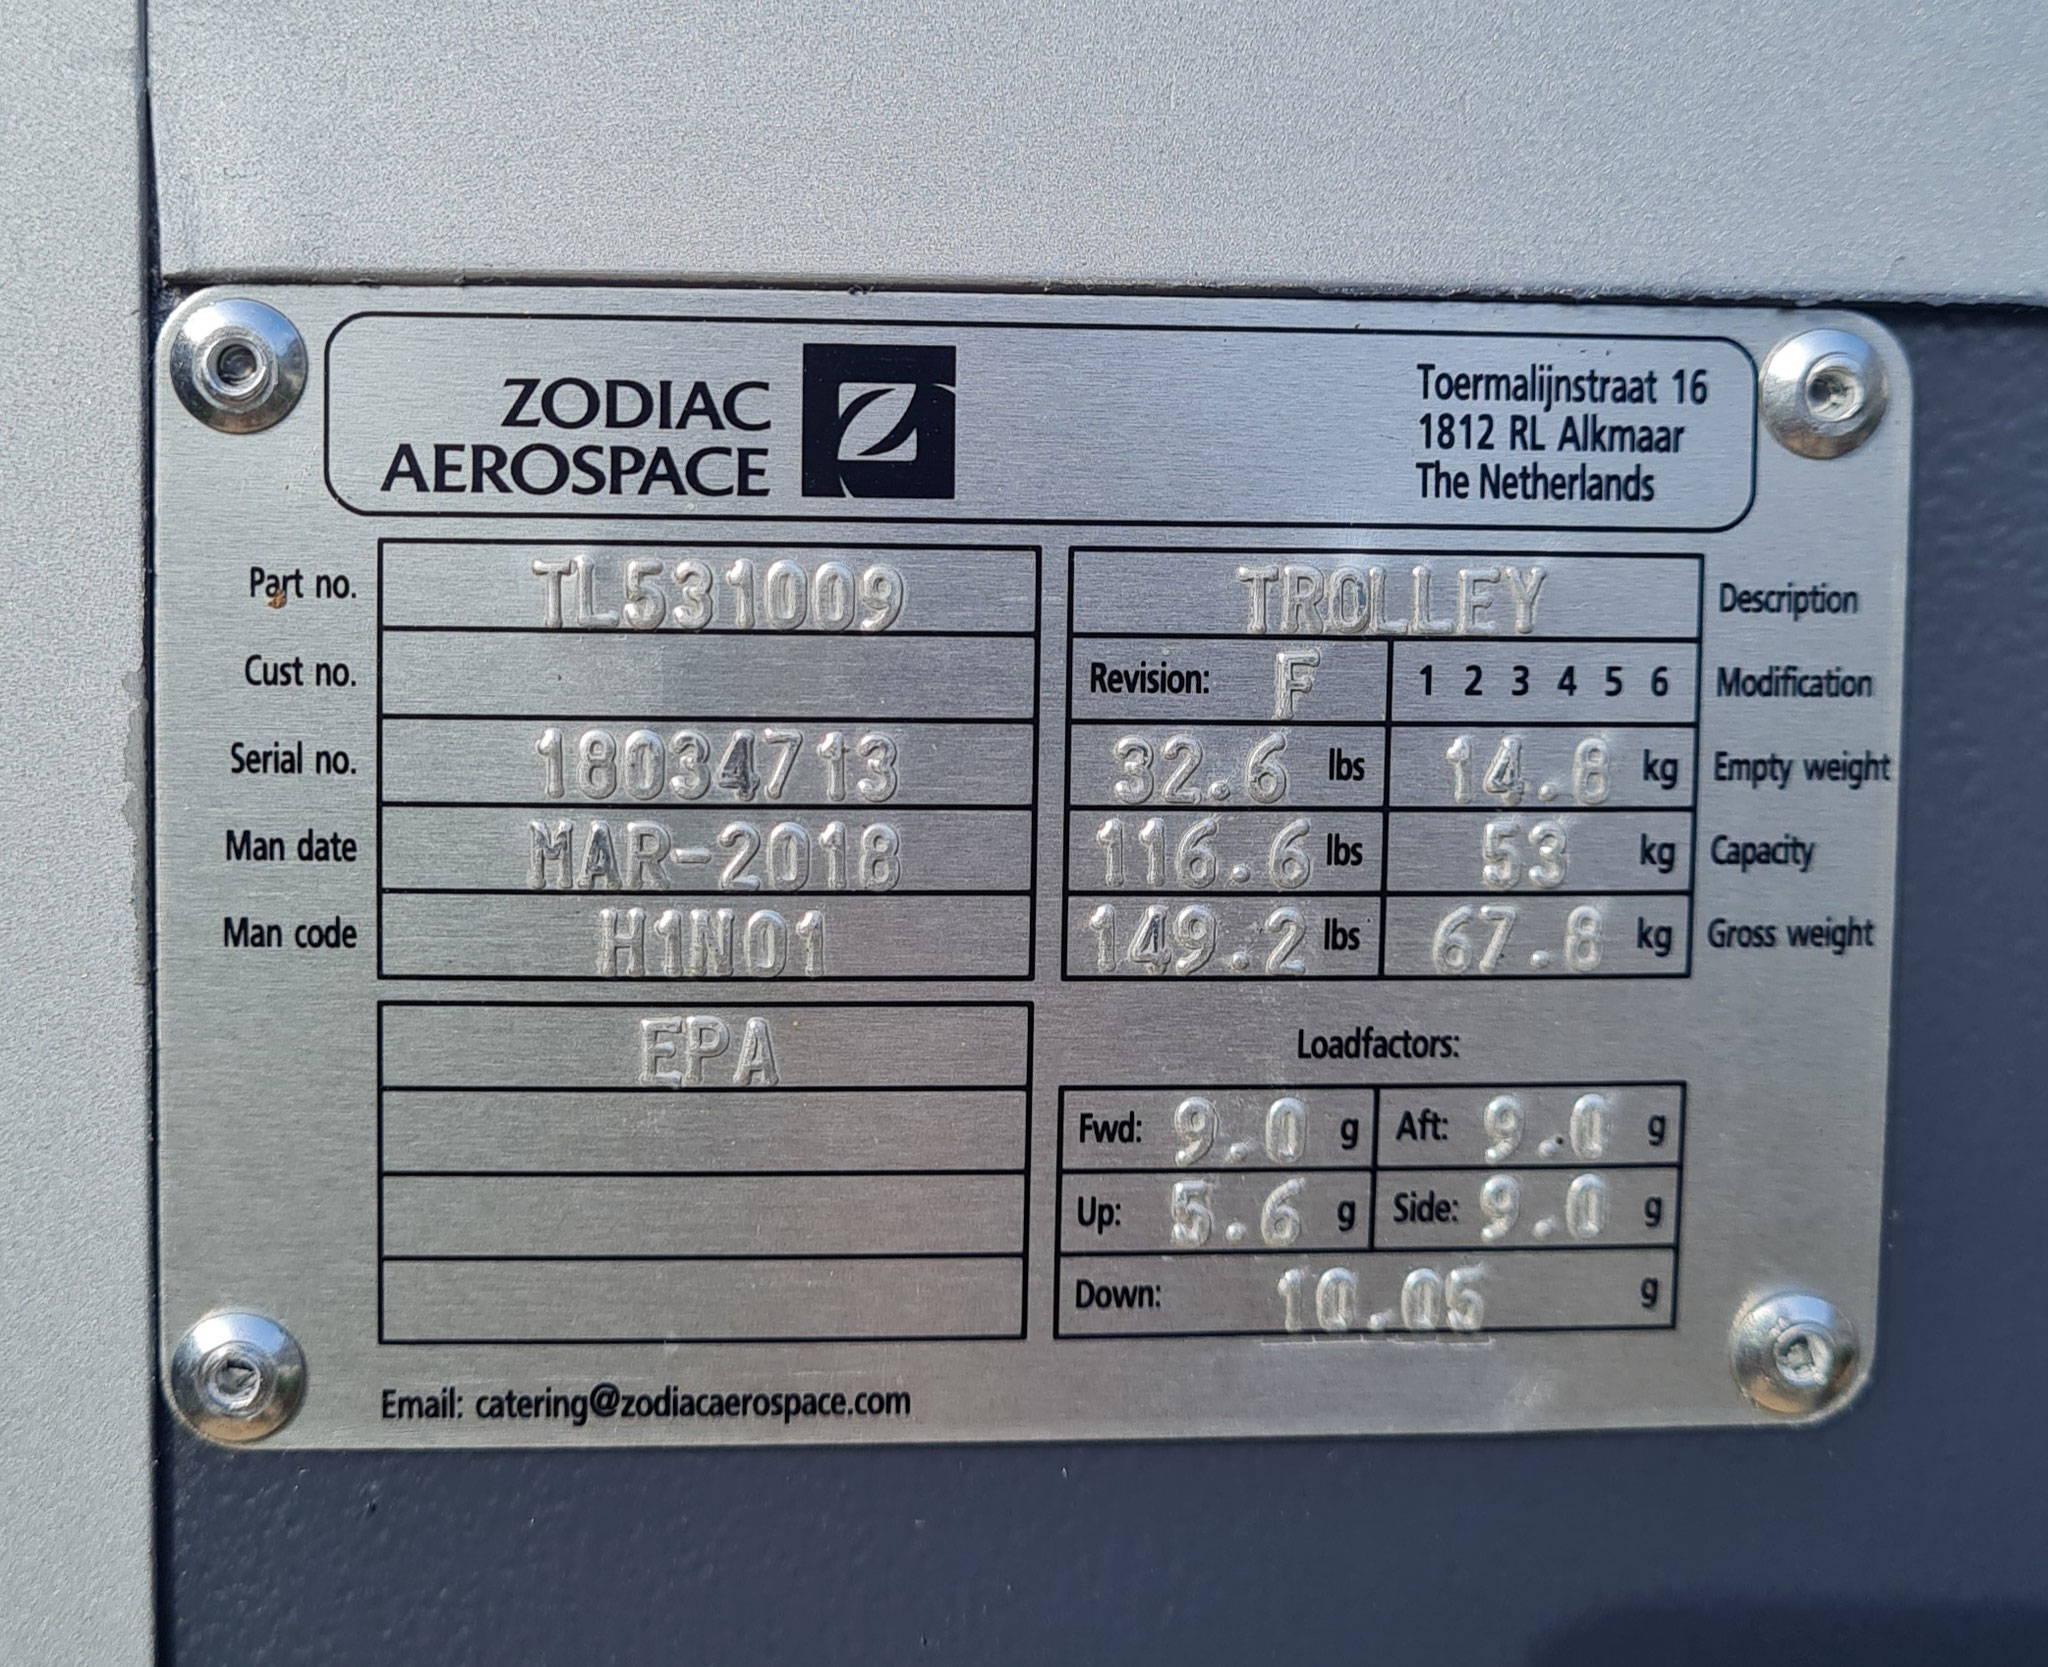 ZODIAC
AEROSPACE
Toermalijnstraat 16
1812 RL Alkmaar
The Netherlands
Part no. TL531009
Cust no.
Serial no. 18034713
Man date MAR-2018
Man code H1N01
TROLLEY Description
Revision: F 1 2 3 4 5 6 Modification
32.6 lbs 14.8 kg Empty weight
116.6 lbs 53 kg Capacity
149.2 lbs 67.8 kg Gross weight
EPA
Loadfactors:
Fwd: 9.0 g Aft: 9.0 g
Up: 5.6 g Side: 9.0 g
Down: 10.05 g
Email: catering@zodiacaerospace.com